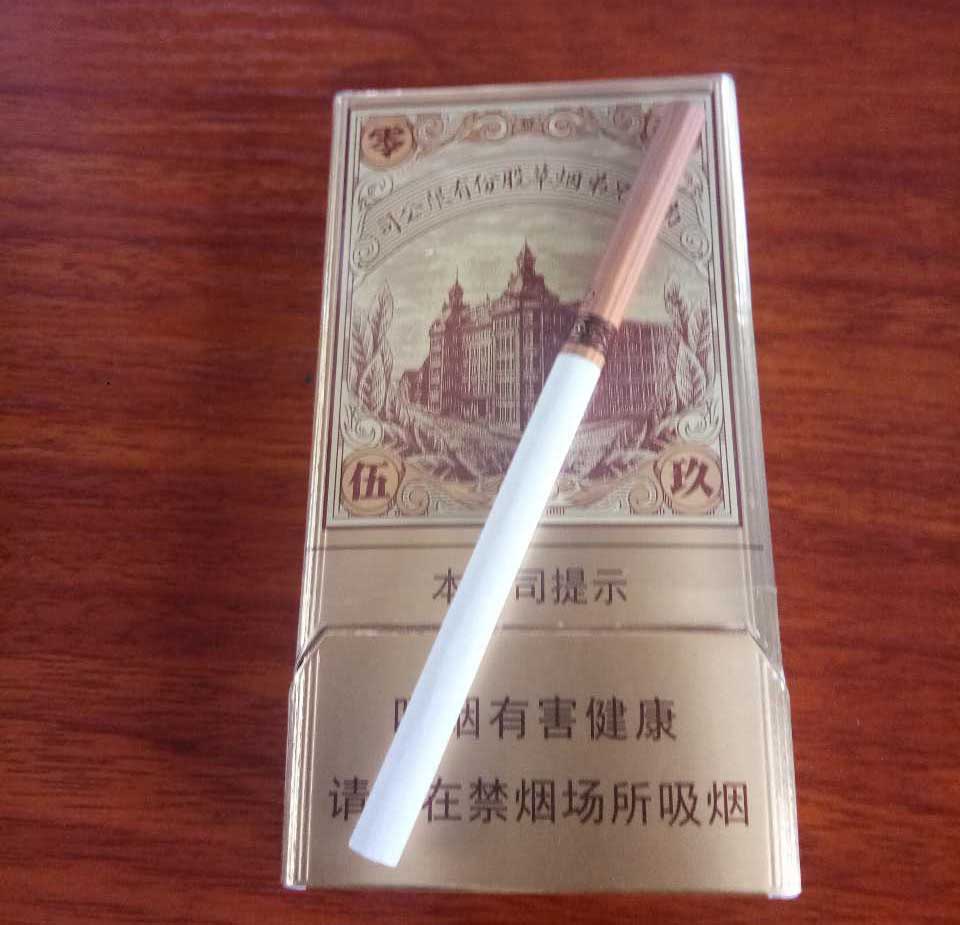 零
弟烟草股份有限公司
伍
玖
本 司提示
烟有害健康
请 在禁烟场所吸烟